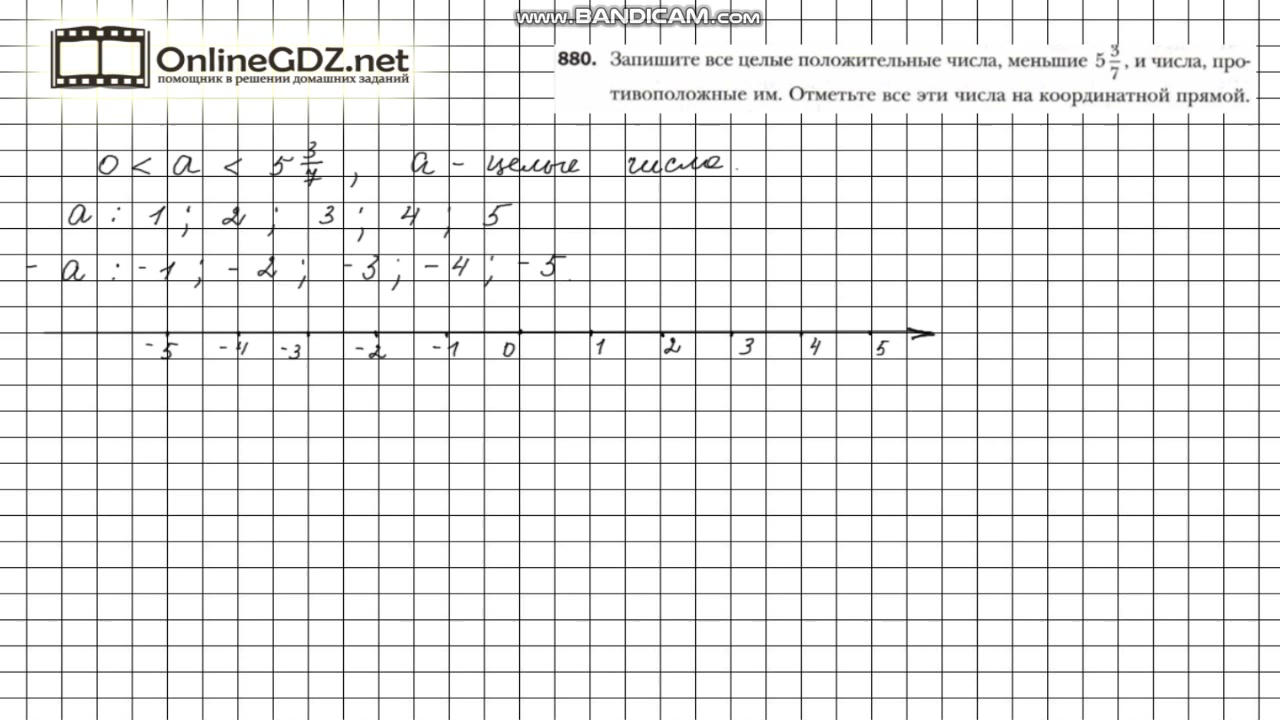 www.BANDICAM.com
OnlineGDZ.net
помощник в решении домашних заданий
880. Запишите все целые положительные числа, меньшие 5 3/7, и числа, про-
тивоположные им. Отметьте все эти числа на координатной прямой.
0 < a < 5 3/7, a - целые числа.
a : 1 ; 2 ; 3 ; 4 ; 5
- a : - 1 ; - 2 ; - 3 ; - 4 ; - 5.
-5 -4 -3 -2 -1 0 1 2 3 4 5